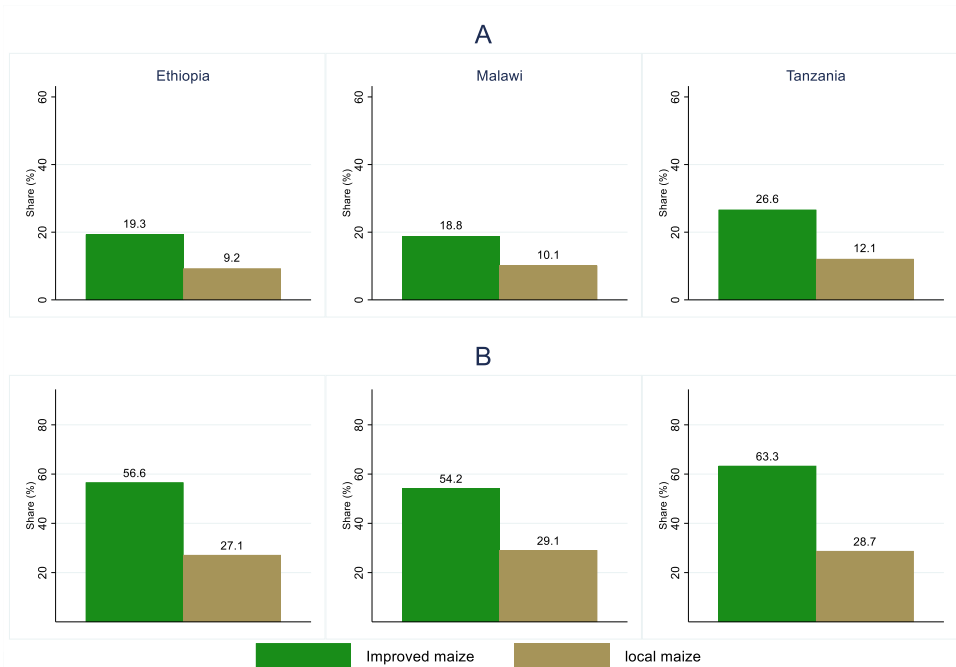 A
Ethiopia
Share (%)
0 20 40 60
19.3
9.2
Malawi
Share (%)
0 20 40 60
18.8
10.1
Tanzania
Share (%)
0 20 40 60
26.6
12.1
B
Share (%)
20 40 60 80
56.6
27.1
Share (%)
20 40 60 80
54.2
29.1
Share (%)
20 40 60 80
63.3
28.7
Improved maize local maize